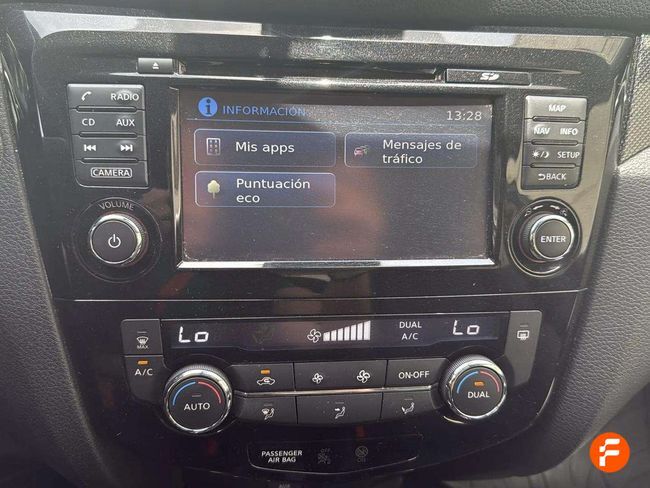 SD
RADIO
CD AUX
CAMERA
VOLUME
INFORMACIÓN
13:28
Mis apps
Mensajes de
tráfico
Puntuación
eco
MAP
NAV INFO
SETUP
BACK
ENTER
MAX
Lo
DUAL
A/C
Lo
A/C
AUTO
ON·OFF
DUAL
PASSENGER
AIR BAG